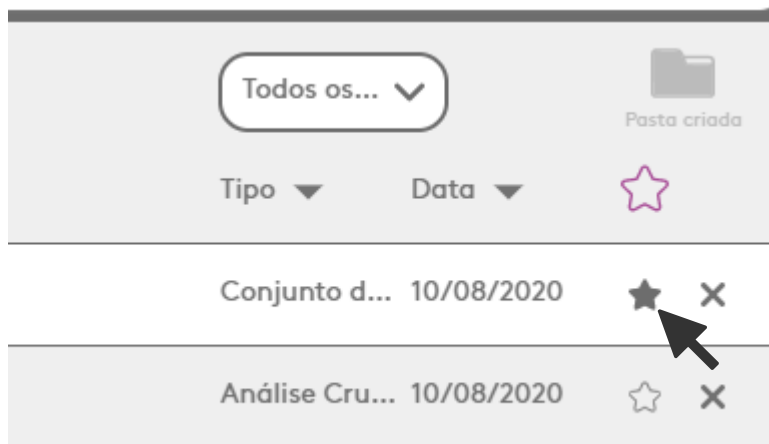 Todos os...
Pasta criada
Tipo Data
Conjunto d... 10/08/2020
Análise Cru... 10/08/2020